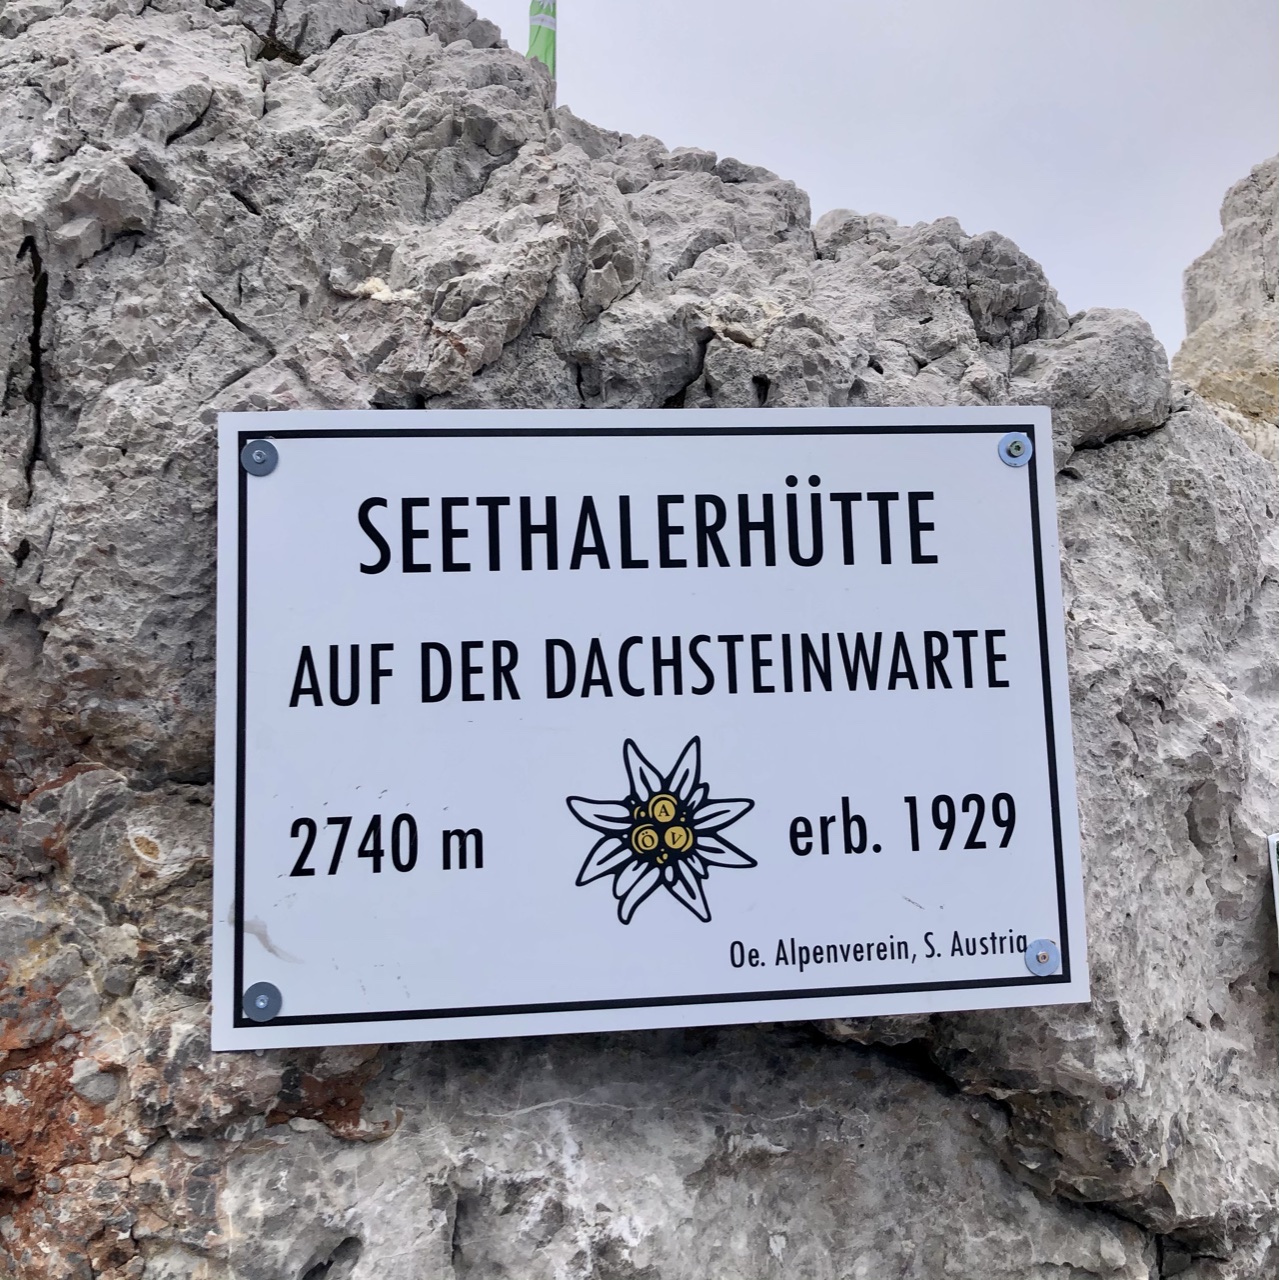 SEETHALERHÜTTE
AUF DER DACHSTEINWARTE
2740 m
A
Ö V
erb. 1929
Oe. Alpenverein, S. Austria